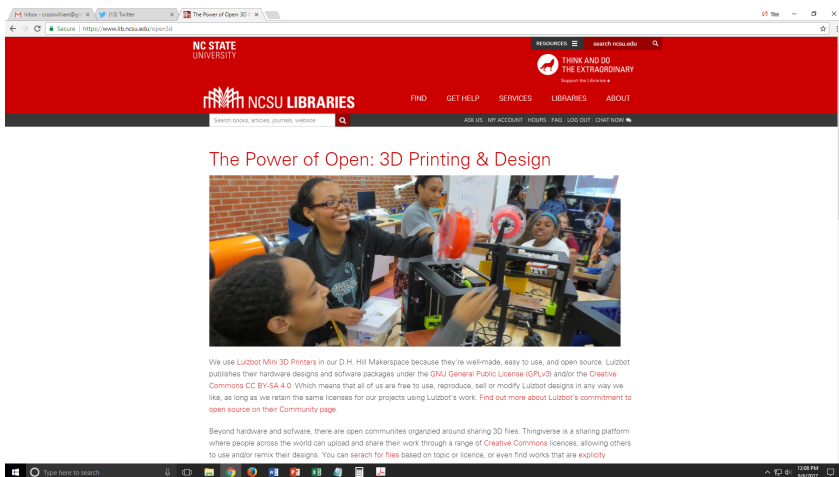 Inbox - crosswilliam@g
(13) Twitter
The Power of Open: 3D P
Secure | https://www.lib.ncsu.edu/open3d
NC STATE
UNIVERSITY
RESOURCES
search ncsu.edu
THINK AND DO
THE EXTRAORDINARY
Support the Libraries
NCSU LIBRARIES
FIND
GET HELP
SERVICES
LIBRARIES
ABOUT
Search books, articles, journals, website
ASK US
MY ACCOUNT
HOURS
FAQ
LOG OUT
CHAT NOW
The Power of Open: 3D Printing & Design
We use Lulzbot Mini 3D Printers in our D.H. Hill Makerspace because they're well-made, easy to use, and open source. Lulzbot
publishes their hardware designs and sofware packages under the GNU General Public License (GPLv3) and/or the Creative
Commons CC BY-SA 4.0. Which means that all of us are free to use, reproduce, sell or modify Lulzbot designs in any way we
like, as long as we retain the same licenses for our projects using Lulzbot's work. Find out more about Lulzbot's commitment to
open source on their Community page.
Beyond hardware and sofware, there are open communites organzied around sharing 3D files. Thingiverse is a sharing platform
where people across the world can upload and share their work through a range of Creative Commons licences, allowing others
to use and/or remix their designs. You can serach for files based on topic or licence, or even find works that are explicity
Type here to search
12:08 PM